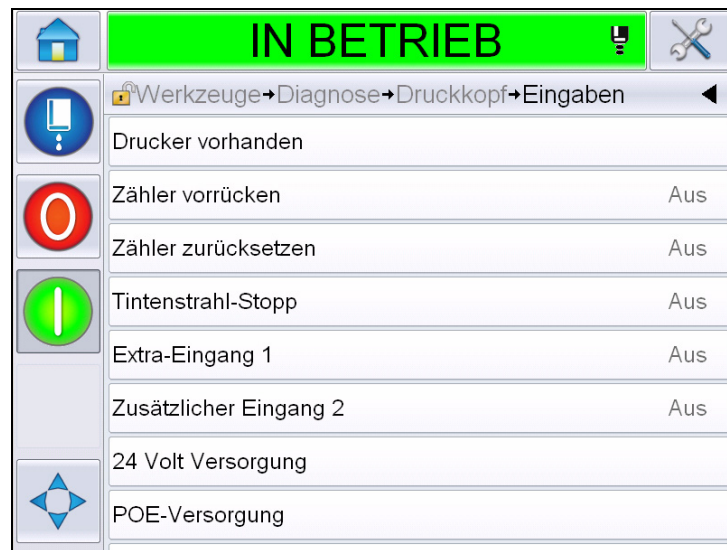 IN BETRIEB
Werkzeuge→Diagnose→Druckkopf→Eingaben
Drucker vorhanden
Zähler vorrücken Aus
Zähler zurücksetzen Aus
Tintenstrahl-Stopp Aus
Extra-Eingang 1 Aus
Zusätzlicher Eingang 2 Aus
24 Volt Versorgung
POE-Versorgung